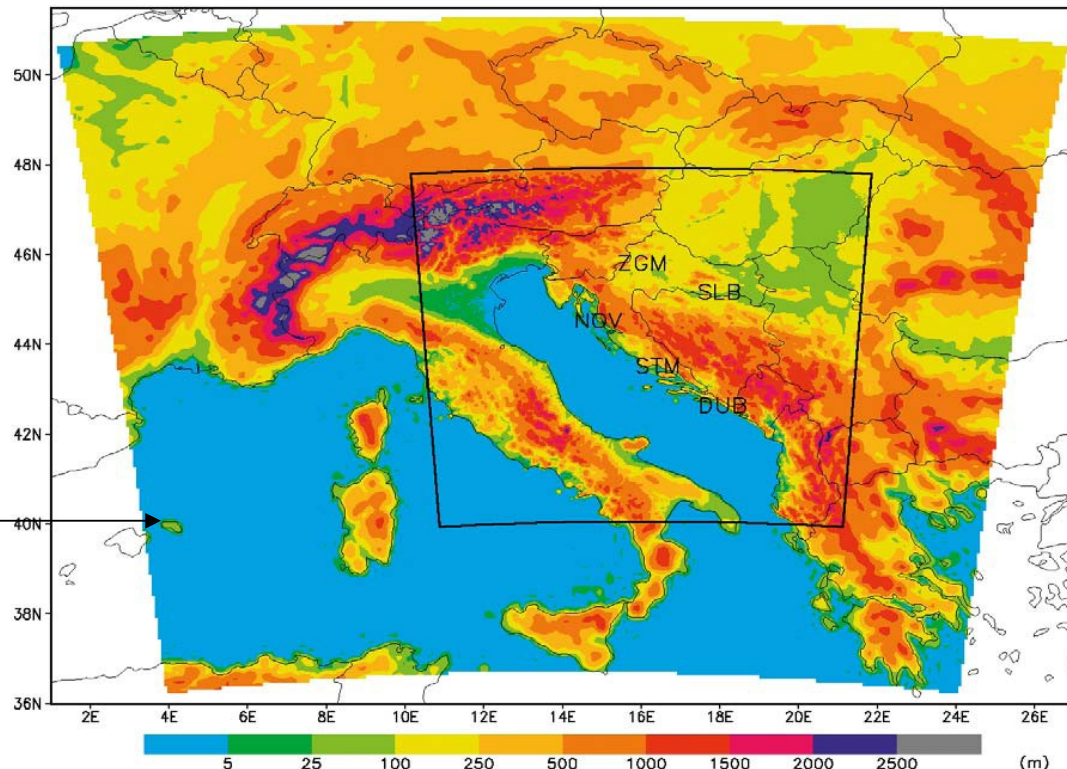 50N
48N
46N
44N
42N
40N
38N
36N
ZGM
SLB
NOV
STM
DUB
2E 4E 6E 8E 10E 12E 14E 16E 18E 20E 22E 24E 26E
5 25 100 250 500 1000 1500 2000 2500 (m)